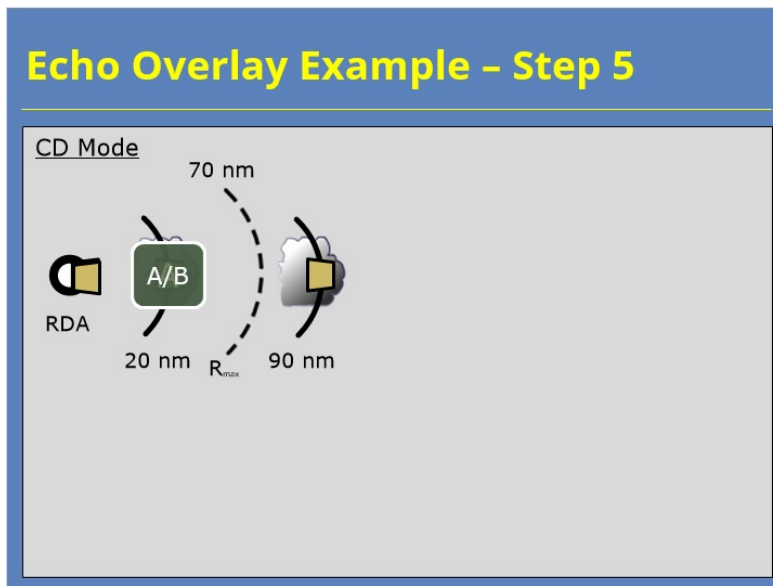 Echo Overlay Example – Step 5
CD Mode
70 nm
A/B
RDA
20 nm
Rmax
90 nm